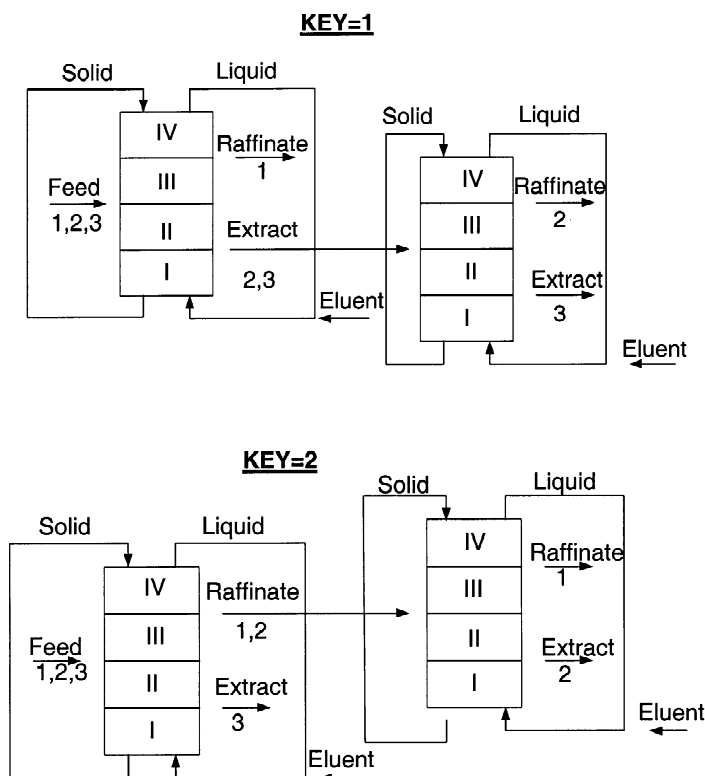 KEY=1
Solid
Liquid
IV
III
II
I
Feed
1,2,3
Raffinate
1
Extract
2,3
Eluent
Solid
Liquid
IV
III
II
I
Raffinate
2
Extract
3
Eluent
KEY=2
Solid
Liquid
IV
III
II
I
Feed
1,2,3
Raffinate
1,2
Extract
3
Eluent
Solid
Liquid
IV
III
II
I
Raffinate
1
Extract
2
Eluent